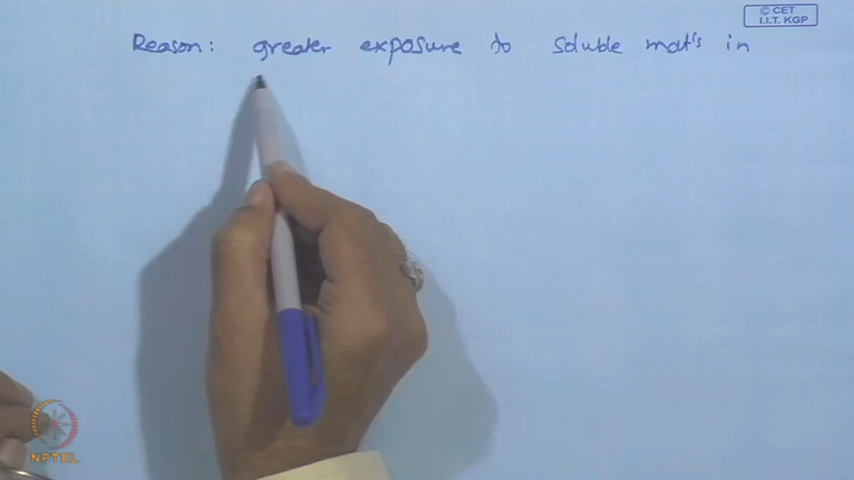 © CET
I.I.T. KGP
Reason: greater exposure to soluble mat's in
NPTEL